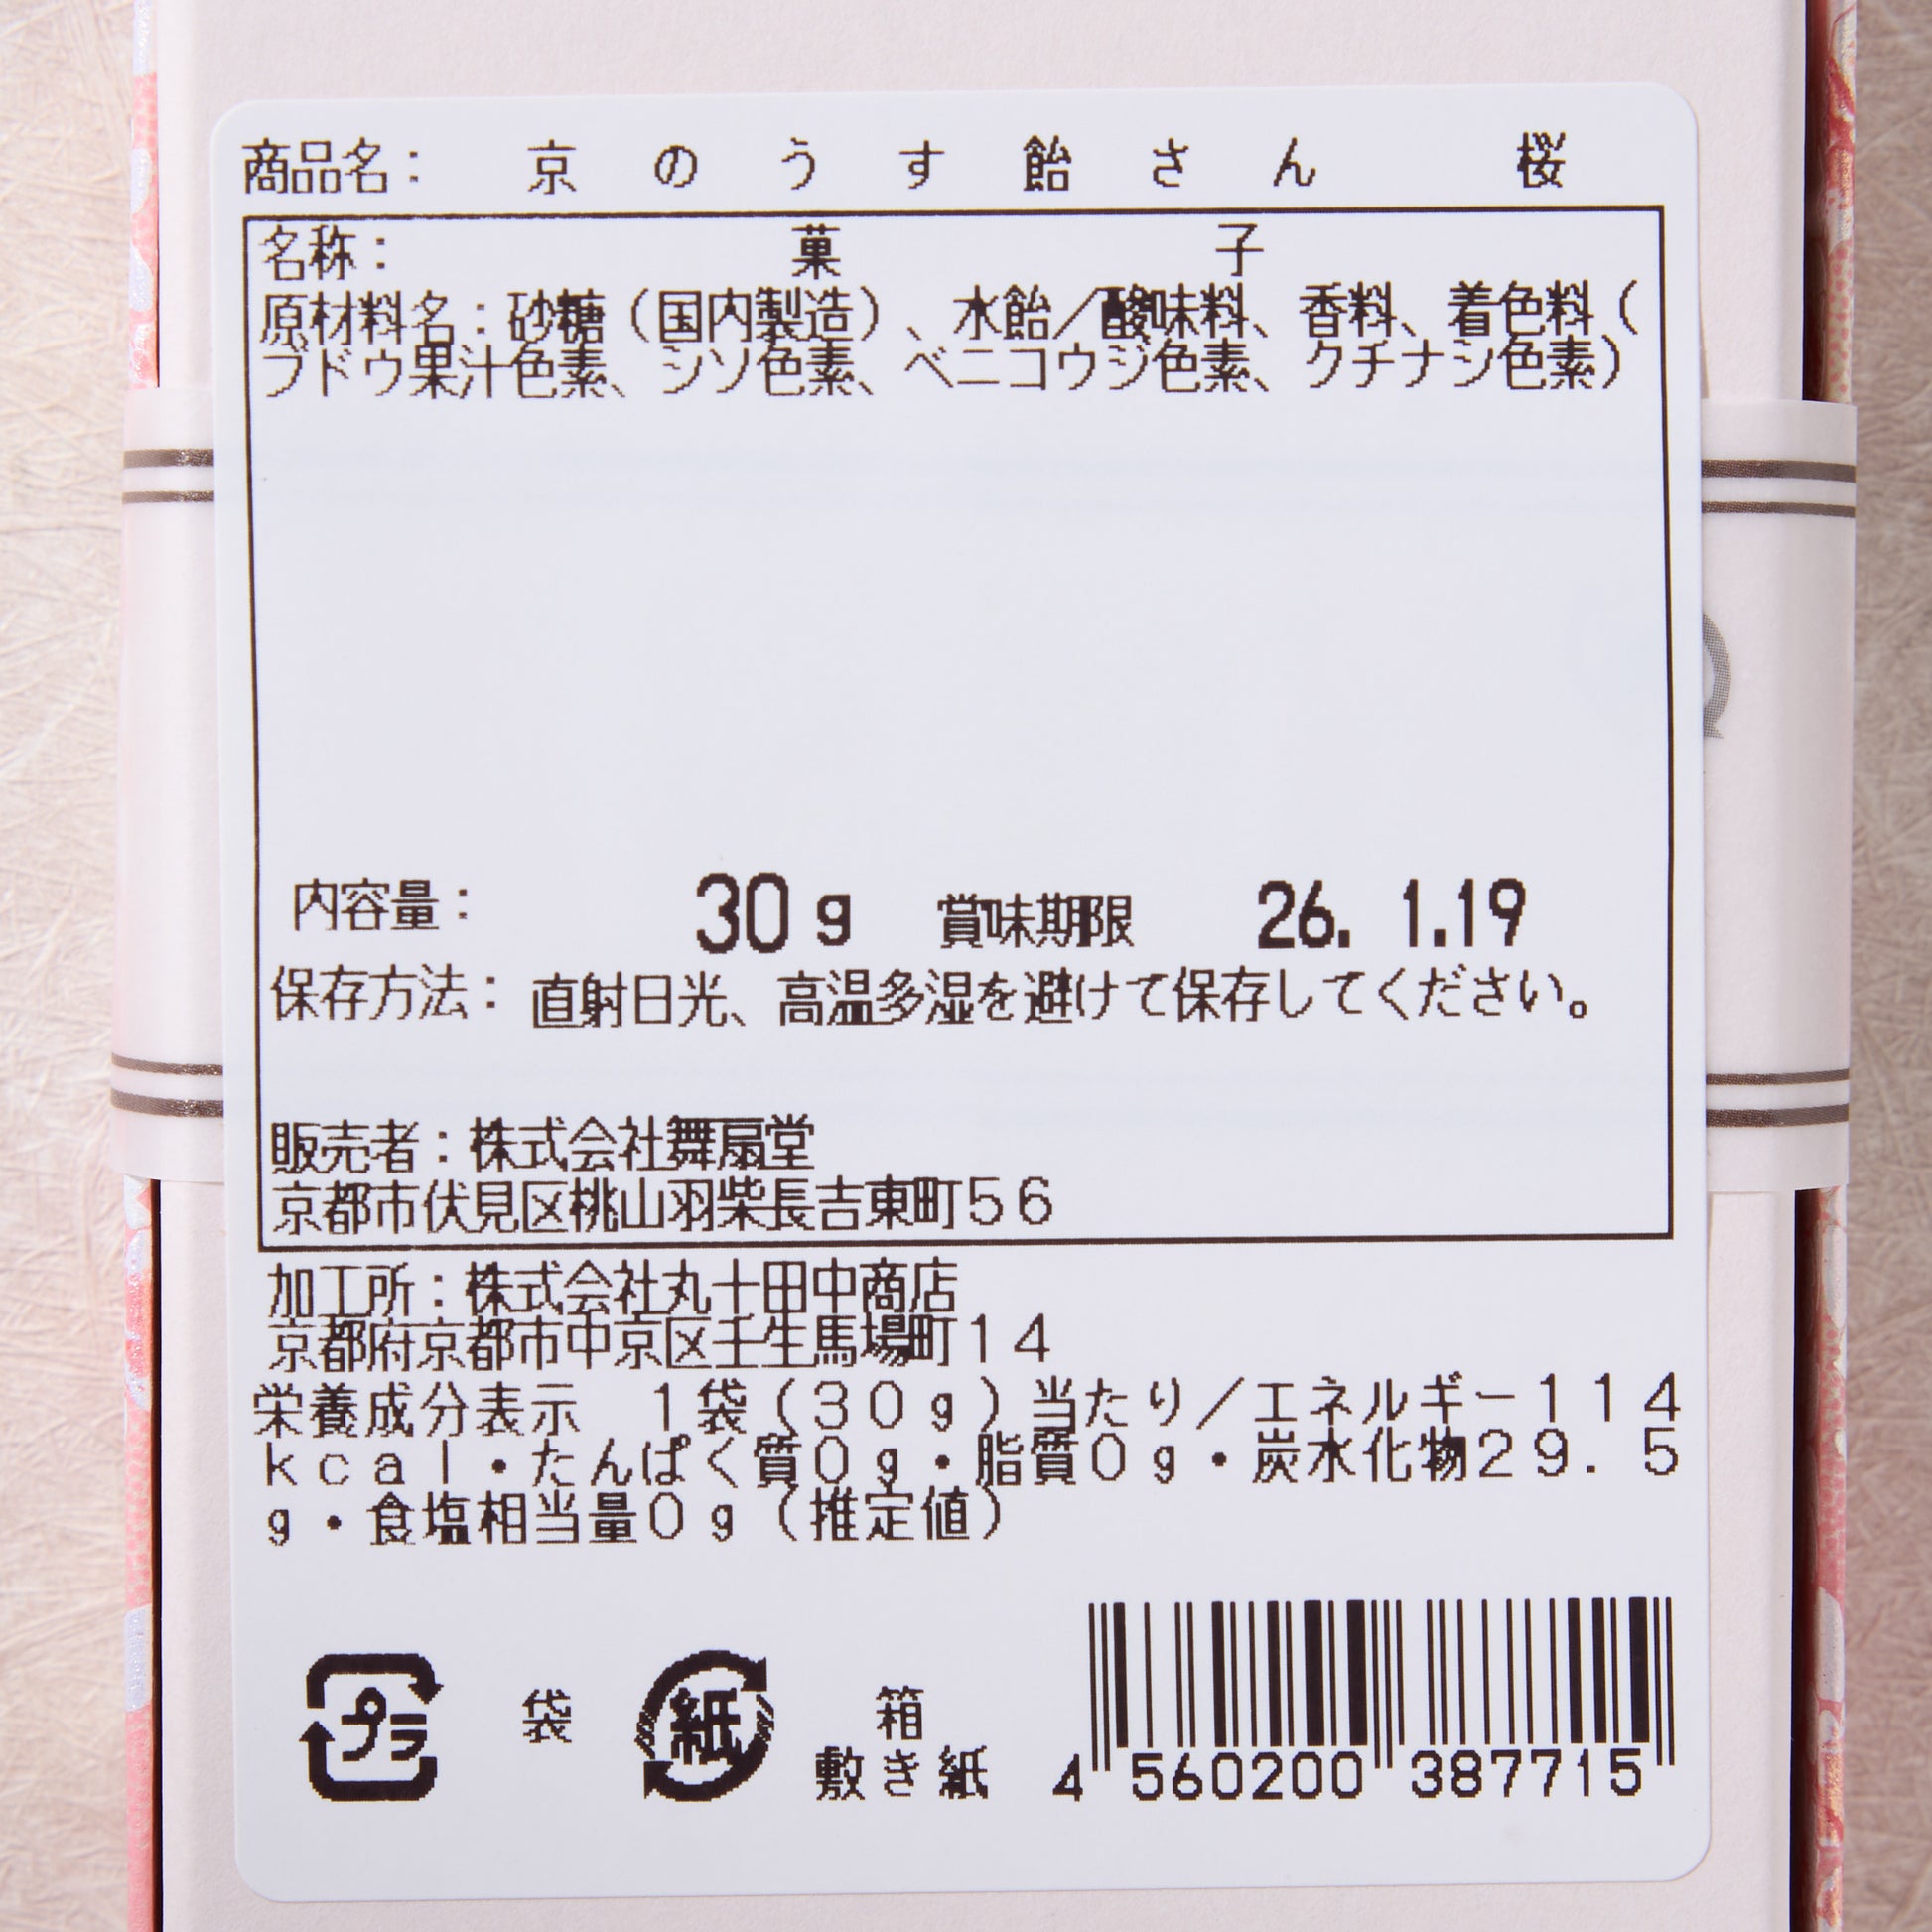 商品名： 京のうす飴さん 桜
名称： 菓子
原材料名：砂糖（国内製造）、水飴／酸味料、香料、着色料（
ブドウ果汁色素、シソ色素、ベニコウジ色素、クチナシ色素）
内容量： 30g 賞味期限 26. 1.19
保存方法：直射日光、高温多湿を避けて保存してください。
販売者：株式会社舞扇堂
京都市伏見区桃山羽柴長吉東町５６
加工所：株式会社丸十田中商店
京都府京都市中京区壬生馬場町１４
栄養成分表示　１袋（３０ｇ）当たり／エネルギー１１４
ｋｃａｌ・たんぱく質０ｇ・脂質０ｇ・炭水化物２９．５
ｇ・食塩相当量０ｇ（推定値）
プラ 袋 紙 箱
敷き紙
4 560200 387715